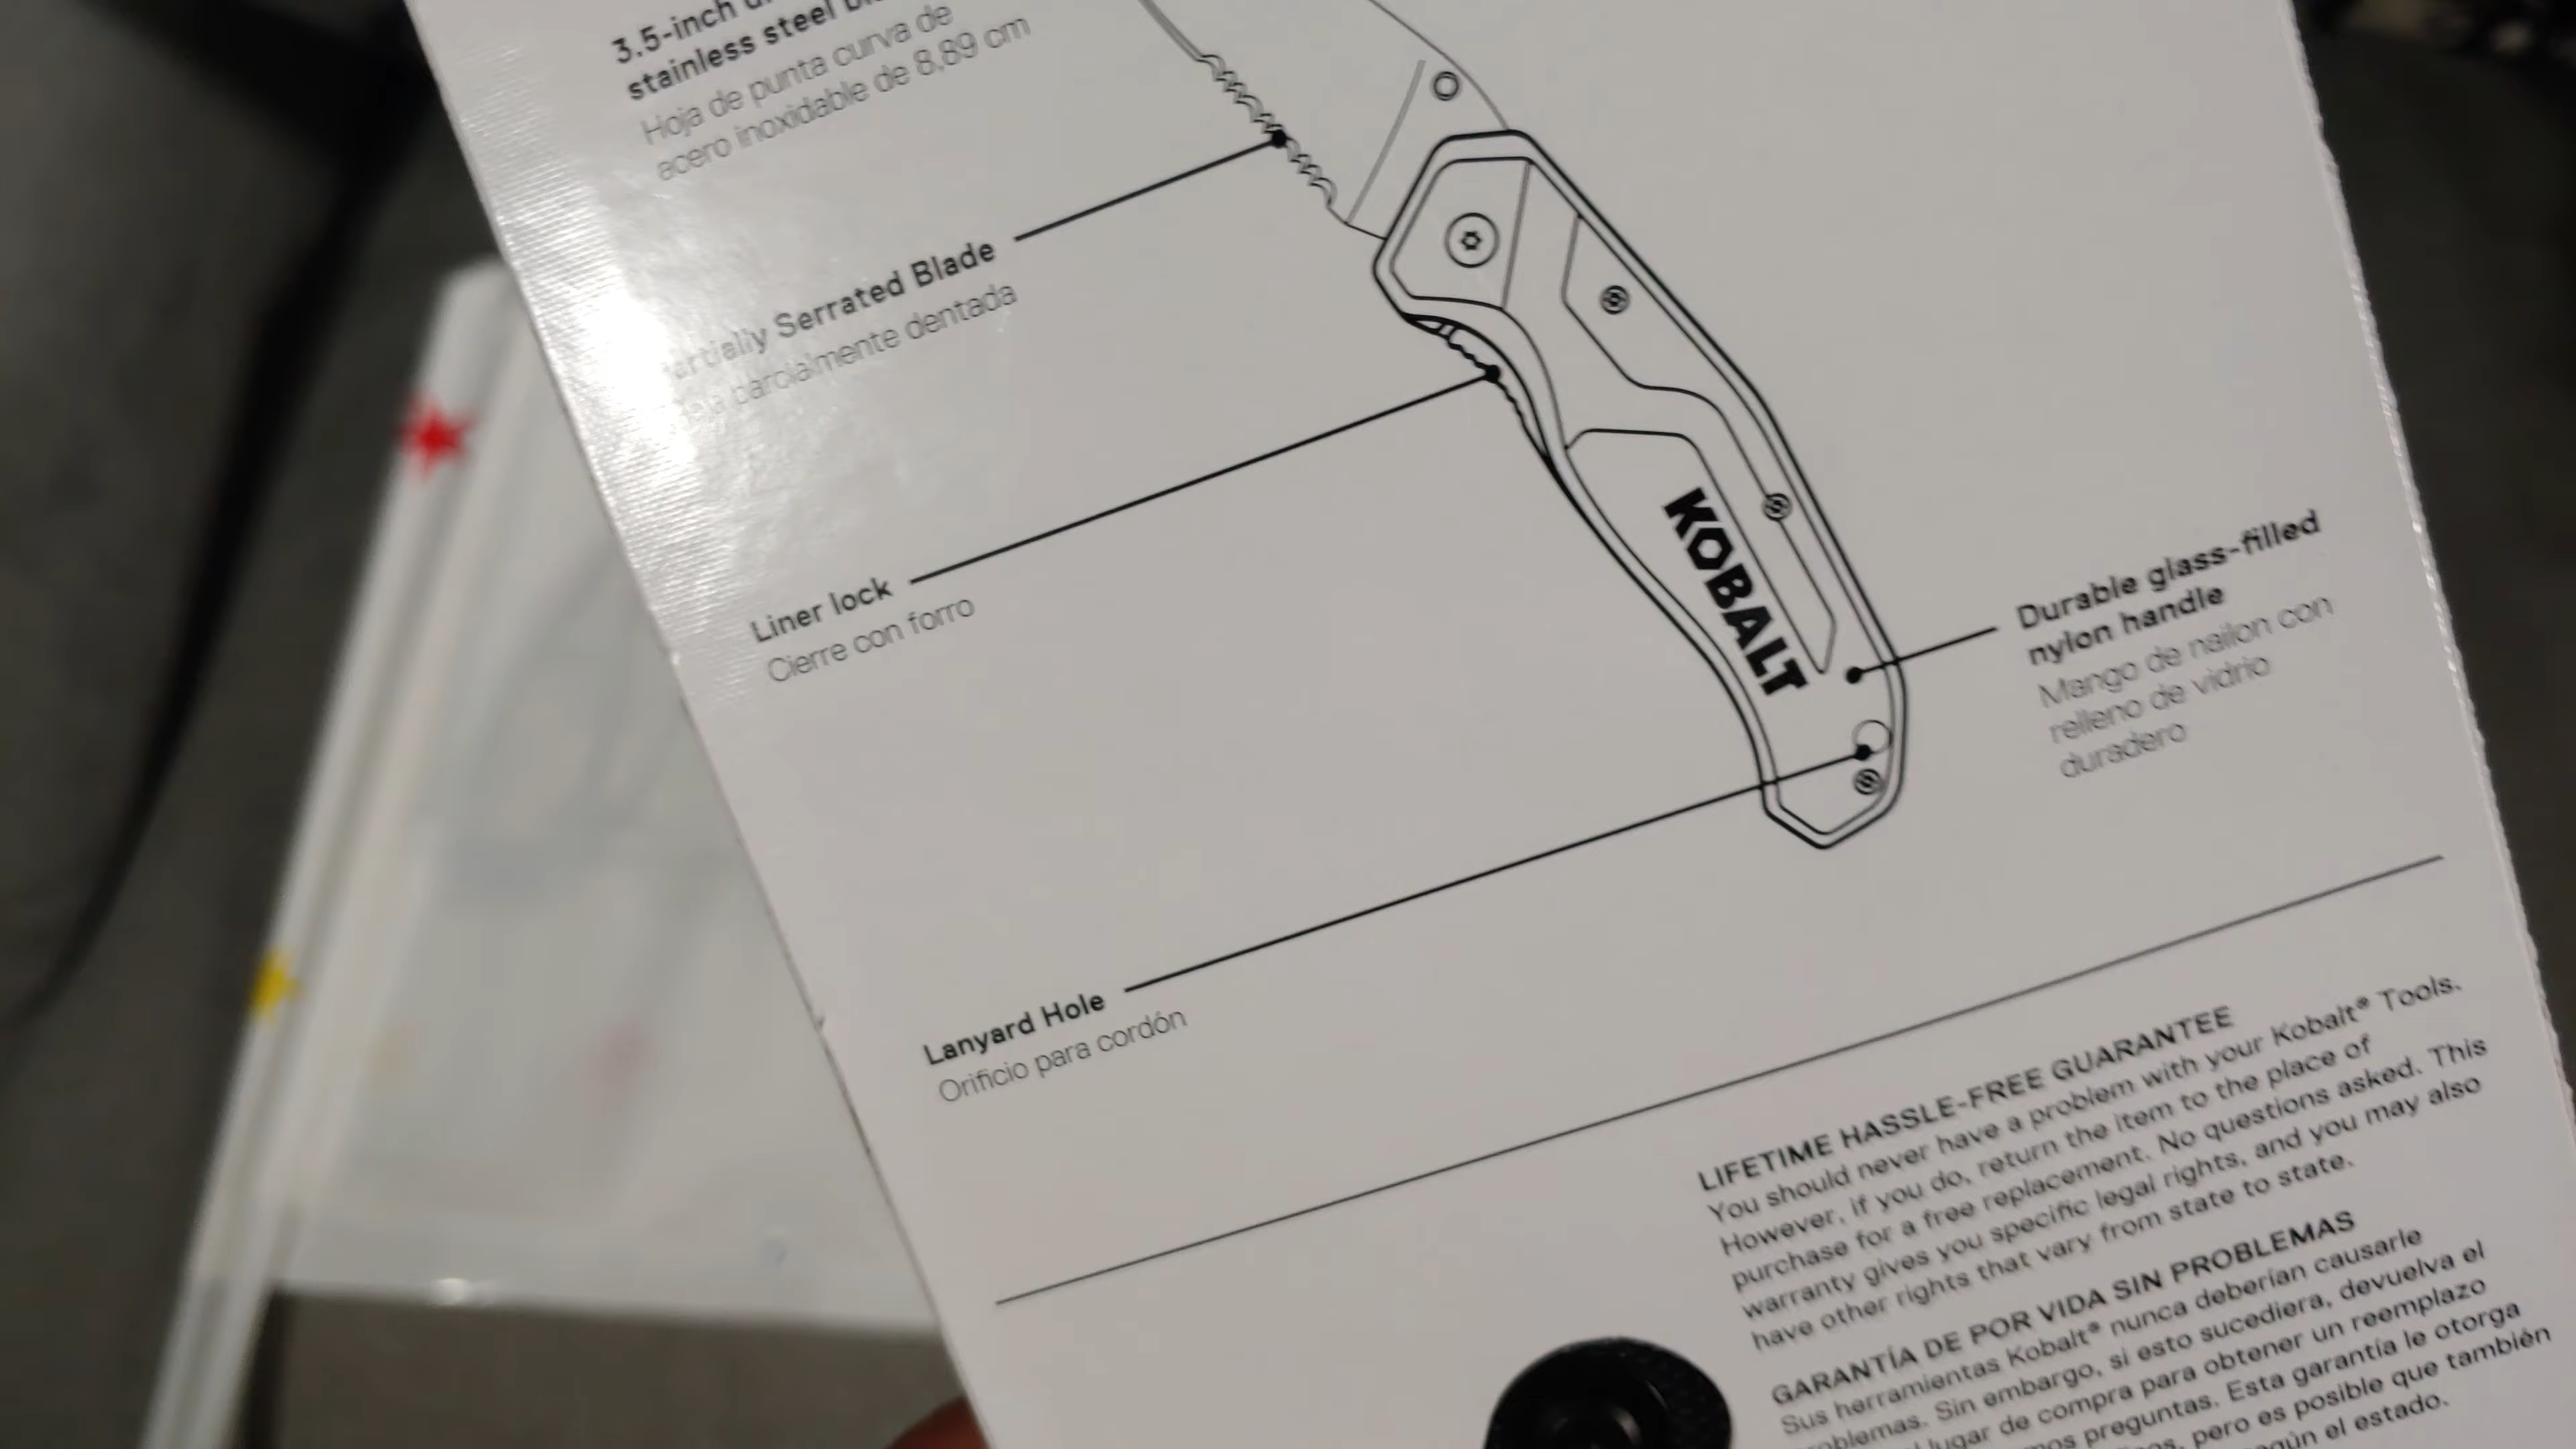 3.5-inch
stainless steel
Hoja de punta curva de
acero inoxidable de 8,89 cm
Partially Serrated Blade
parcialmente dentada
Liner lock
Cierre con forro
KOBALT
Durable glass-filled
nylon handle
Mango de nailon con
relleno de vidrio
duradero
Lanyard Hole
Orificio para cordón
LIFETIME HASSLE-FREE GUARANTEE
You should never have a problem with your Kobalt® Tools.
However, if you do, return the item to the place of
purchase for a free replacement. No questions asked. This
warranty gives you specific legal rights, and you may also
have other rights that vary from state to state.
GARANTÍA DE POR VIDA SIN PROBLEMAS
Sus herramientas Kobalt® nunca deberían causarle
problemas. Sin embargo, si esto sucediera, devuelva el
lugar de compra para obtener un reemplazo
preguntas. Esta garantía le otorga
pero es posible que también
el estado.